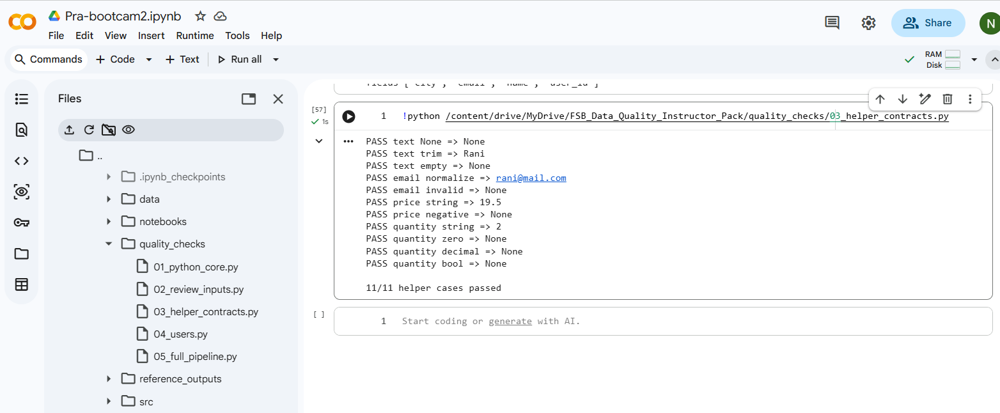 Pra-bootcam2.ipynb
File Edit View Insert Runtime Tools Help
Share
N
Commands + Code + Text Run all
RAM
Disk
Files
..
.ipynb_checkpoints
data
notebooks
quality_checks
01_python_core.py
02_review_inputs.py
03_helper_contracts.py
04_users.py
05_full_pipeline.py
reference_outputs
src
[57]
1s
1 !python /content/drive/MyDrive/FSB_Data_Quality_Instructor_Pack/quality_checks/03_helper_contracts.py
PASS text None => None
PASS text trim => Rani
PASS text empty => None
PASS email normalize => rani@mail.com
PASS email invalid => None
PASS price string => 19.5
PASS price negative => None
PASS quantity string => 2
PASS quantity zero => None
PASS quantity decimal => None
PASS quantity bool => None
11/11 helper cases passed
[ ]
1 Start coding or generate with AI.